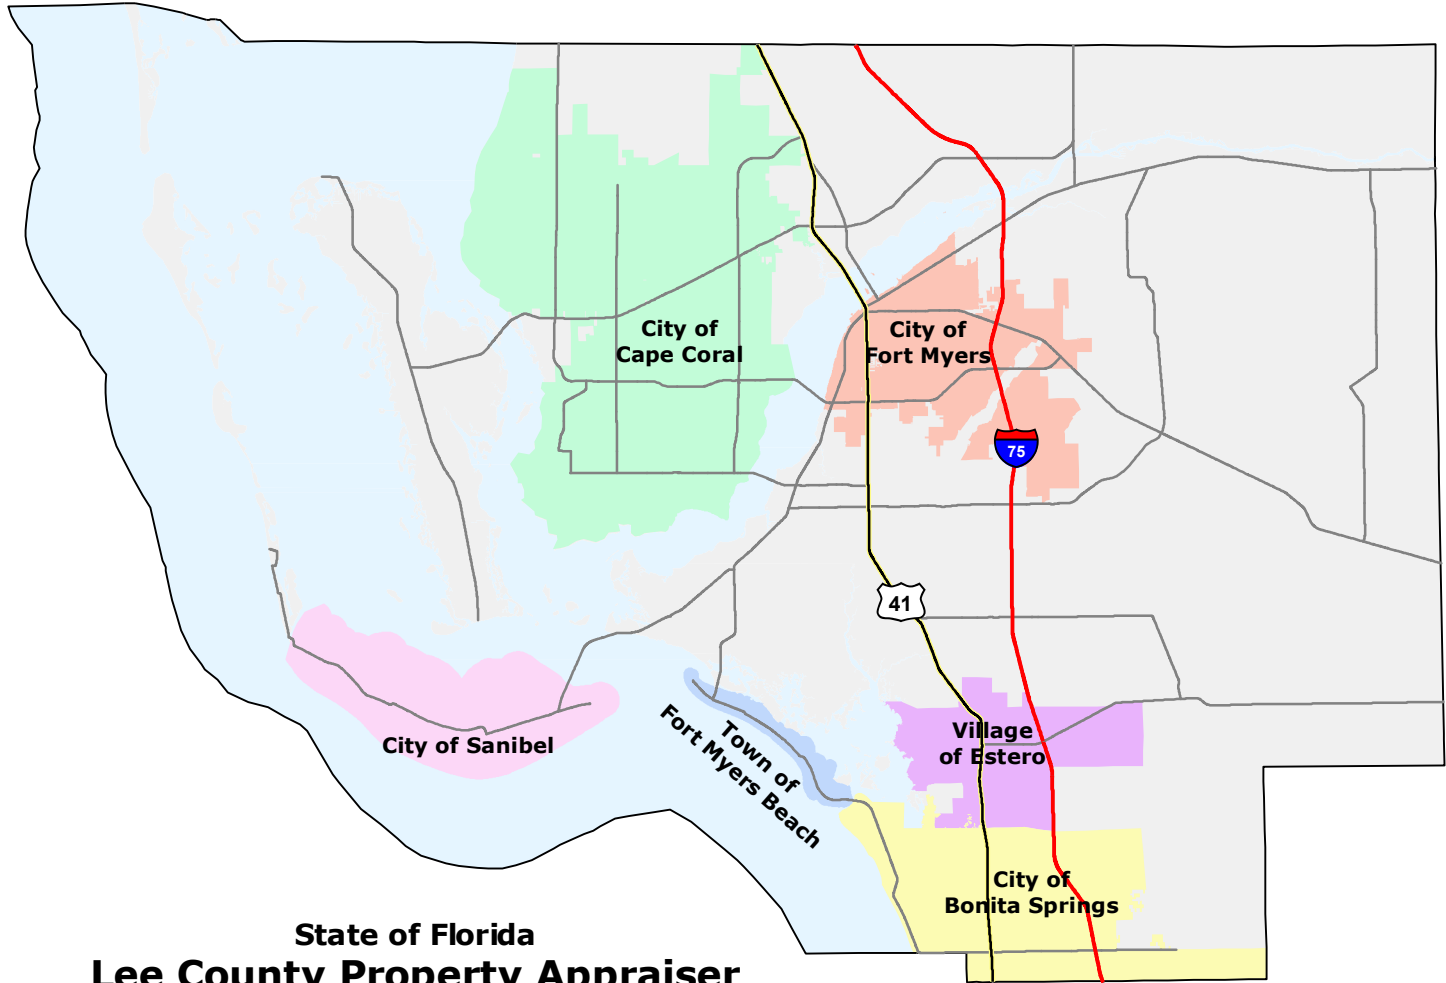 City of
Cape Coral
City of
Fort Myers
75
41
Village
of Estero
City of Sanibel
Town of
Fort Myers Beach
City of
Bonita Springs
State of Florida
Lee County Property Appraiser